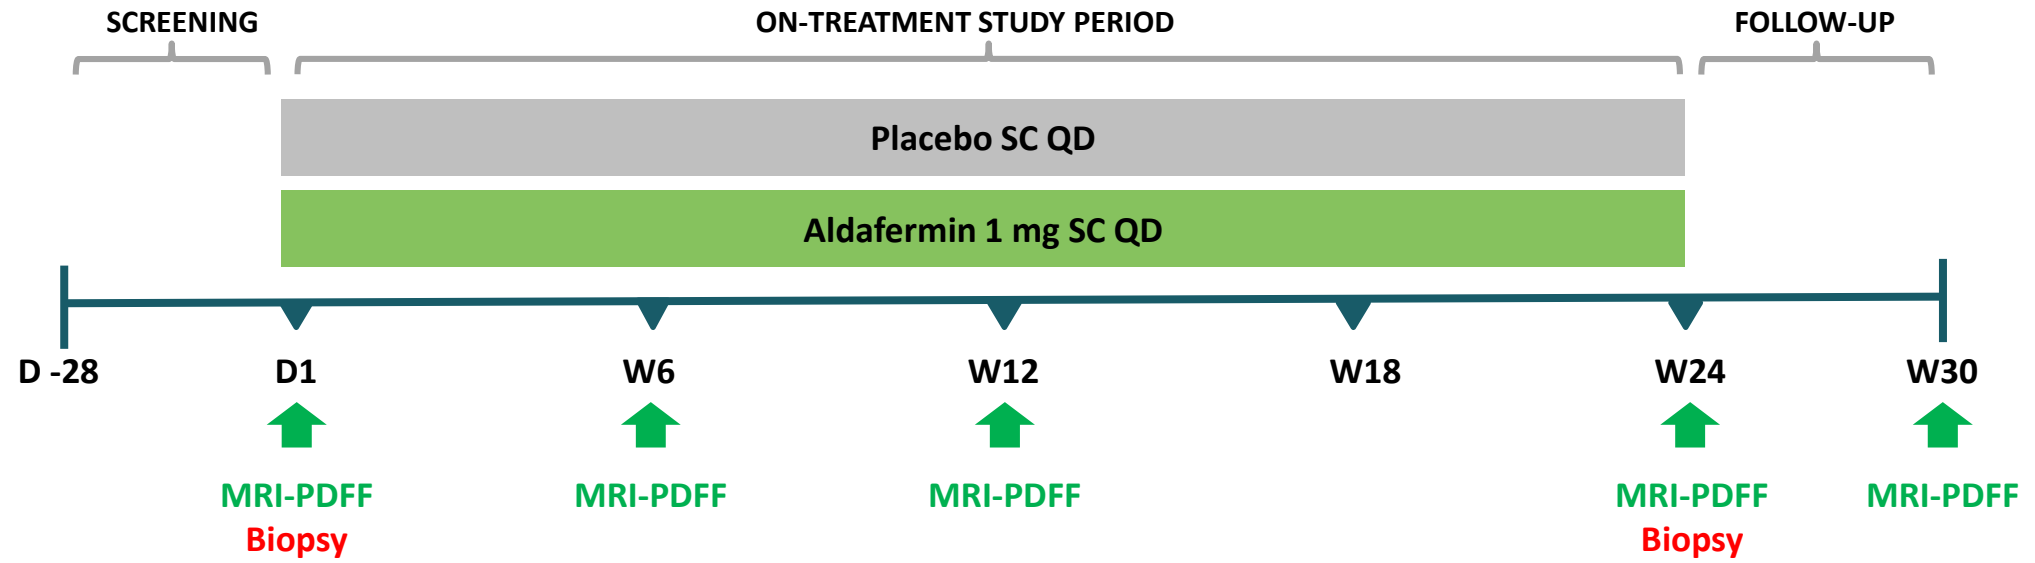 SCREENING
ON-TREATMENT STUDY PERIOD
FOLLOW-UP
Placebo SC QD
Aldafermin 1 mg SC QD
D -28
D1
W6
W12
W18
W24
W30
MRI-PDFF
MRI-PDFF
MRI-PDFF
MRI-PDFF
MRI-PDFF
Biopsy
Biopsy